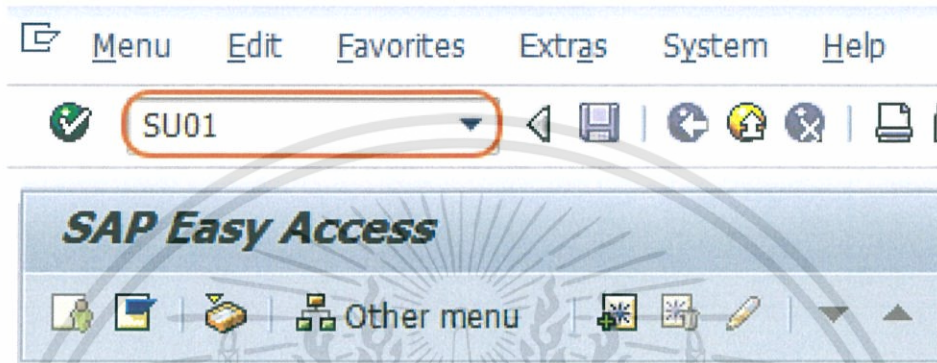 Menu Edit Favorites Extras System Help
SU01
SAP Easy Access
Other menu